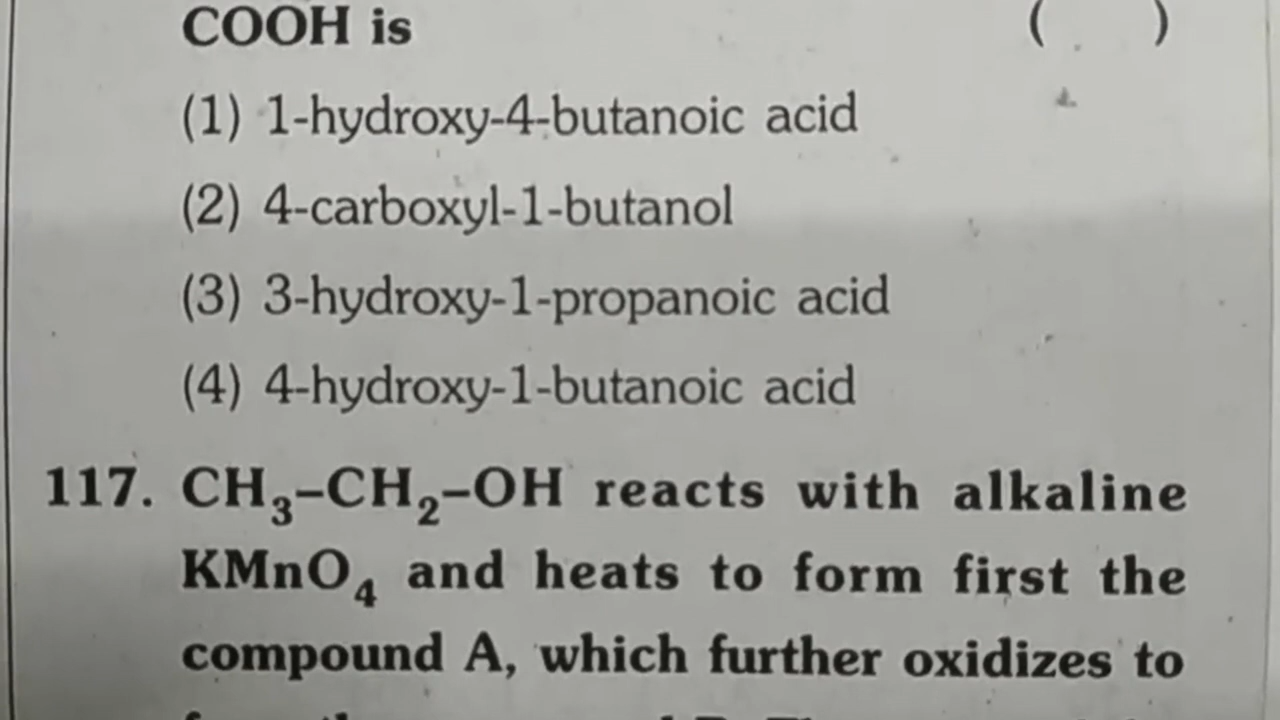 COOH is ( )
(1) 1-hydroxy-4-butanoic acid
(2) 4-carboxyl-1-butanol
(3) 3-hydroxy-1-propanoic acid
(4) 4-hydroxy-1-butanoic acid
117. CH₃–CH₂–OH reacts with alkaline
KMnO₄ and heats to form first the
compound A, which further oxidizes to